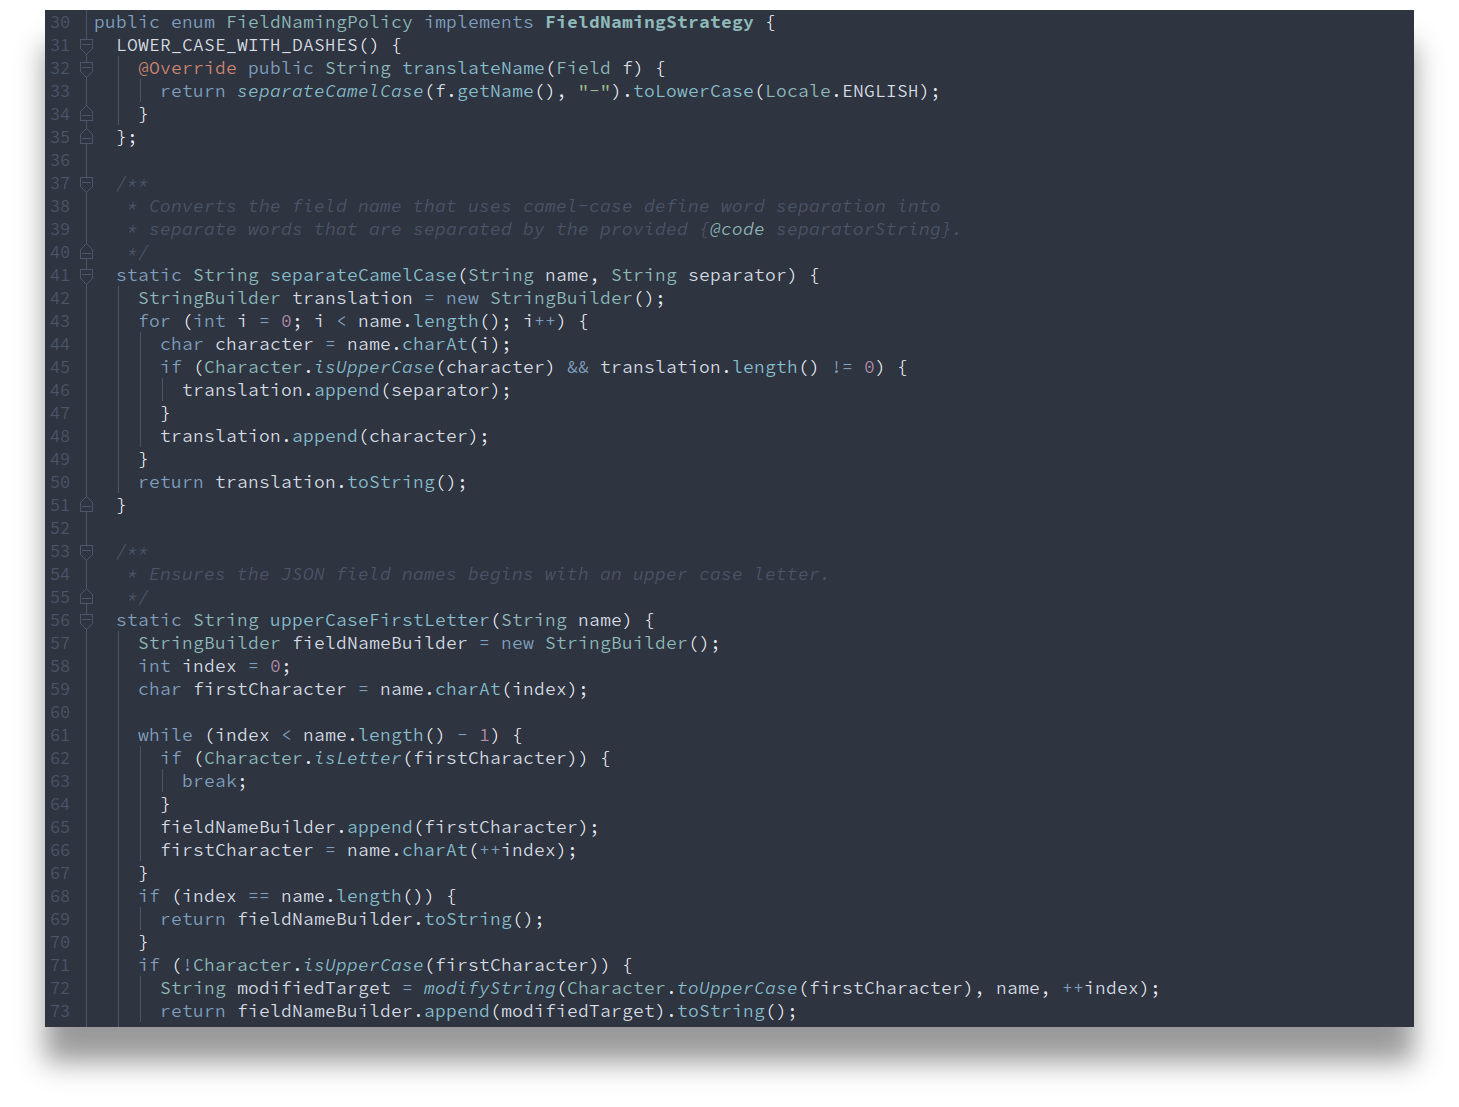 30 public enum FieldNamingPolicy implements FieldNamingStrategy {
31 LOWER_CASE_WITH_DASHES() {
32 @Override public String translateName(Field f) {
33 return separateCamelCase(f.getName(), "-").toLowerCase(Locale.ENGLISH);
34 }
35 };
36
37 /**
38 * Converts the field name that uses camel-case define word separation into
39 * separate words that are separated by the provided {@code separatorString}.
40 */
41 static String separateCamelCase(String name, String separator) {
42 StringBuilder translation = new StringBuilder();
43 for (int i = 0; i < name.length(); i++) {
44 char character = name.charAt(i);
45 if (Character.isUpperCase(character) && translation.length() != 0) {
46 translation.append(separator);
47 }
48 translation.append(character);
49 }
50 return translation.toString();
51 }
52
53 /**
54 * Ensures the JSON field names begins with an upper case letter.
55 */
56 static String upperCaseFirstLetter(String name) {
57 StringBuilder fieldNameBuilder = new StringBuilder();
58 int index = 0;
59 char firstCharacter = name.charAt(index);
60
61 while (index < name.length() - 1) {
62 if (Character.isLetter(firstCharacter)) {
63 break;
64 }
65 fieldNameBuilder.append(firstCharacter);
66 firstCharacter = name.charAt(++index);
67 }
68 if (index == name.length()) {
69 return fieldNameBuilder.toString();
70 }
71 if (!Character.isUpperCase(firstCharacter)) {
72 String modifiedTarget = modifyString(Character.toUpperCase(firstCharacter), name, ++index);
73 return fieldNameBuilder.append(modifiedTarget).toString();